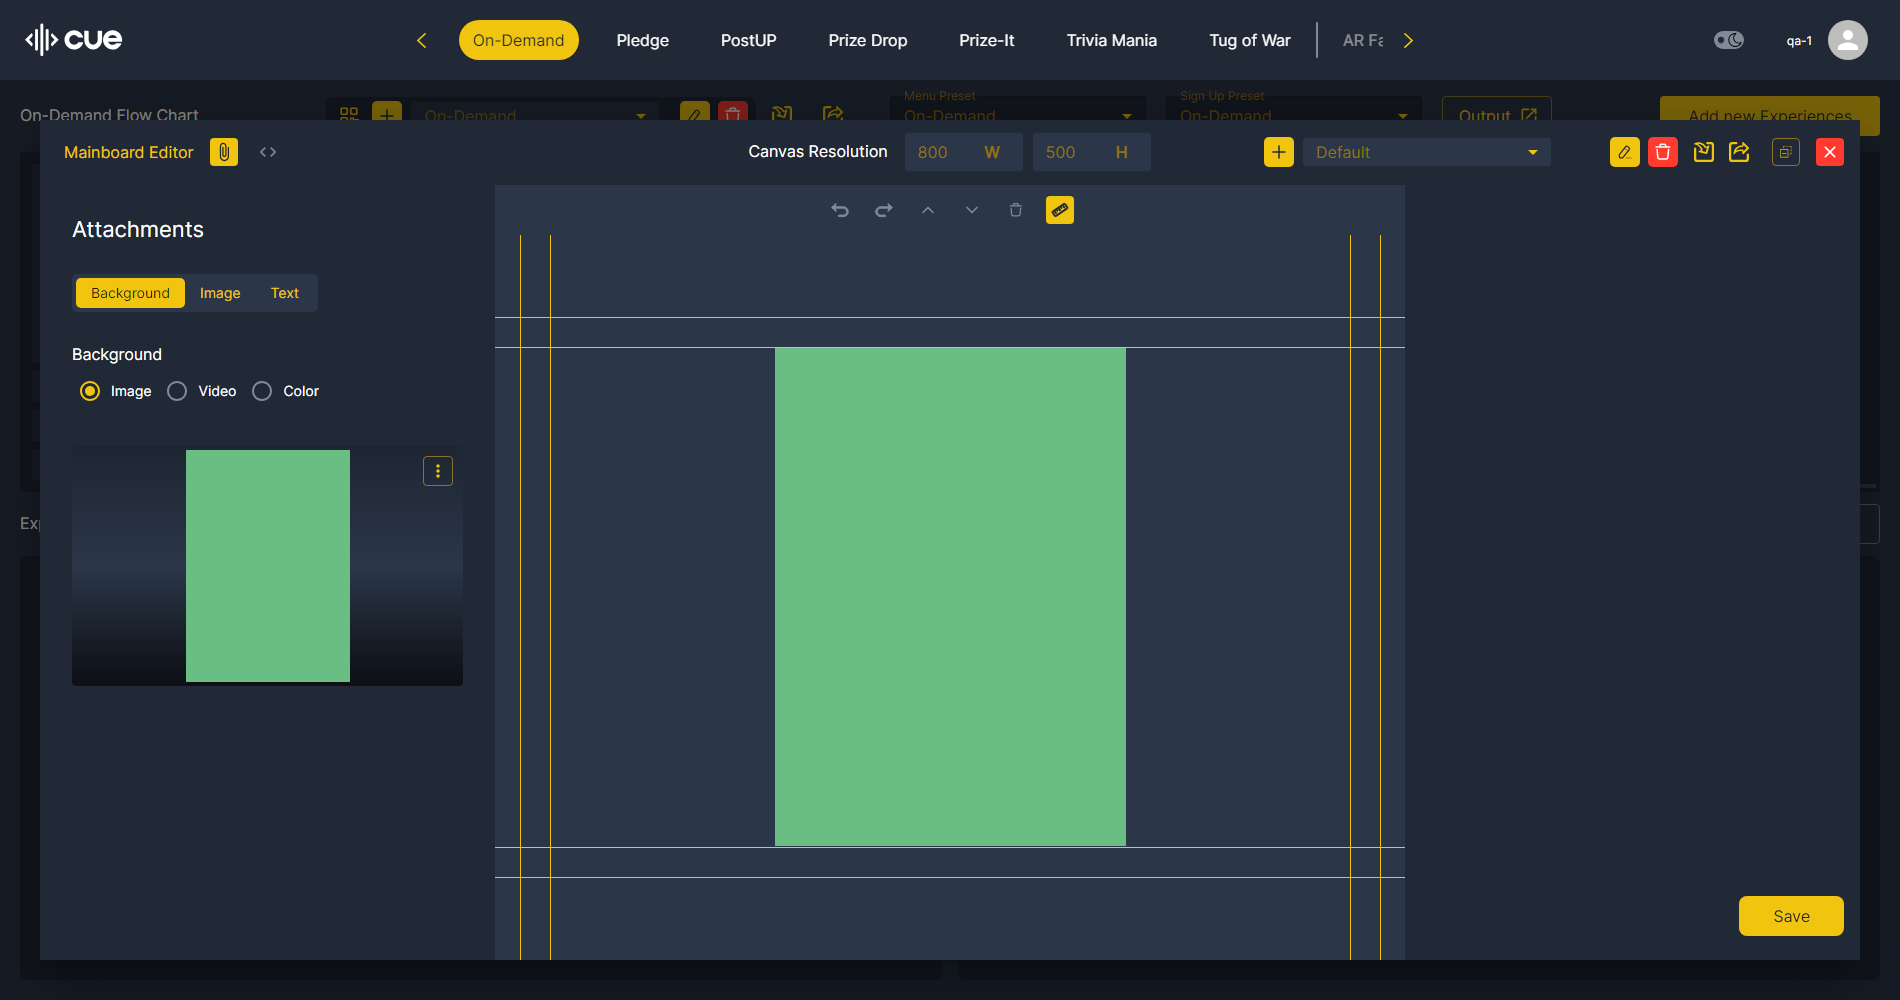 cue
On-Demand
Pledge
PostUP
Prize Drop
Prize-It
Trivia Mania
Tug of War
AR Fa
qa-1
On-Demand Flow Chart
On-Demand
Menu Preset
On-Demand
Sign Up Preset
On-Demand
Output
Add new Experiences
Mainboard Editor
Canvas Resolution
800 W
500 H
Default
Attachments
Background
Image
Text
Background
Image
Video
Color
Exp
Save